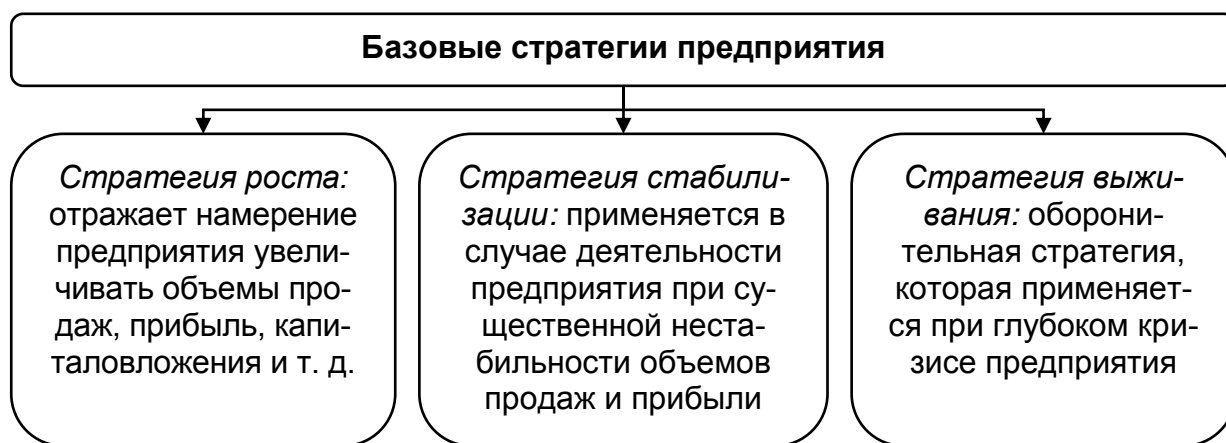 Базовые стратегии предприятия
Стратегия роста:
отражает намерение
предприятия увели-
чивать объемы про-
даж, прибыль, капи-
таловложения и т. д.
Стратегия стабили-
зации: применяется в
случае деятельности
предприятия при су-
щественной неста-
бильности объемов
продаж и прибыли
Стратегия выжи-
вания: оборони-
тельная стратегия,
которая применяет-
ся при глубоком кри-
зисе предприятия